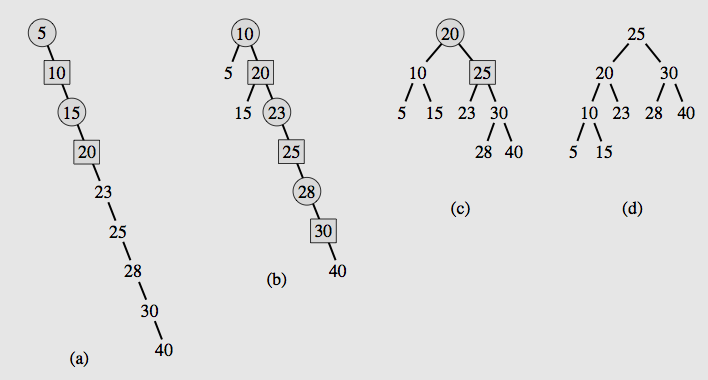 5 10 20 25
10 5 20 10 25 20 30
15 15 23 5 15 23 30 10 23 28 40
20 25 28 40 5 15
23 28 (c) (d)
25 30
28 (b) 40
30
(a) 40